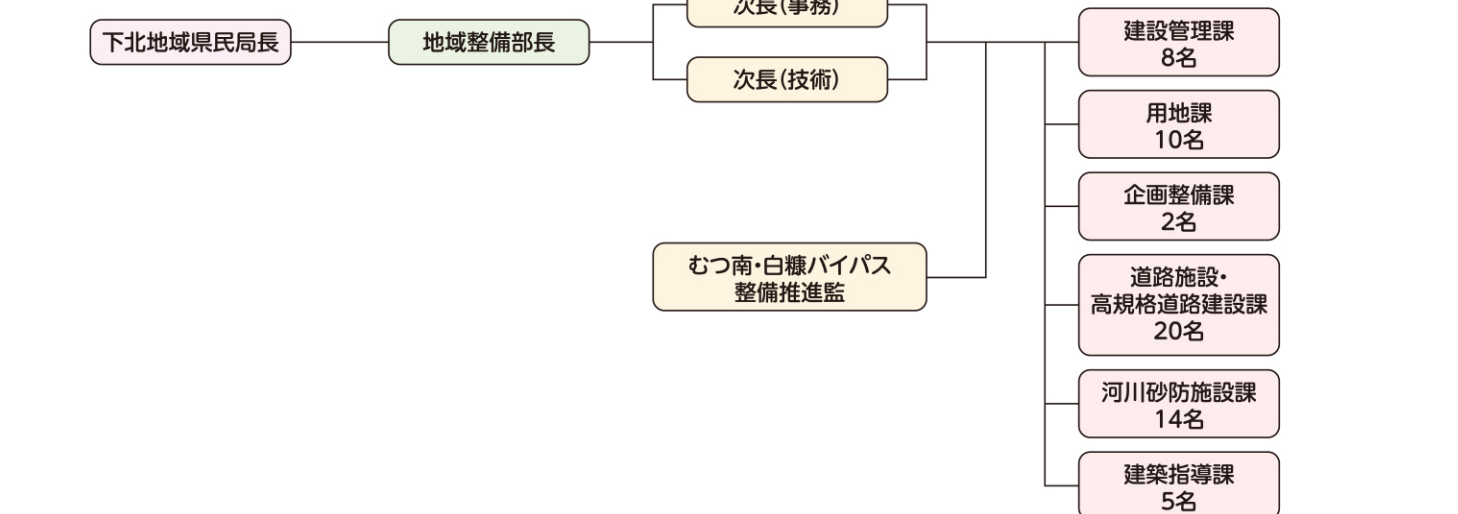 下北地域県民局長
地域整備部長
次長（事務）
次長（技術）
むつ南・白糠バイパス
整備推進監
建設管理課
8名
用地課
10名
企画整備課
2名
道路施設・
高規格道路建設課
20名
河川砂防施設課
14名
建築指導課
5名